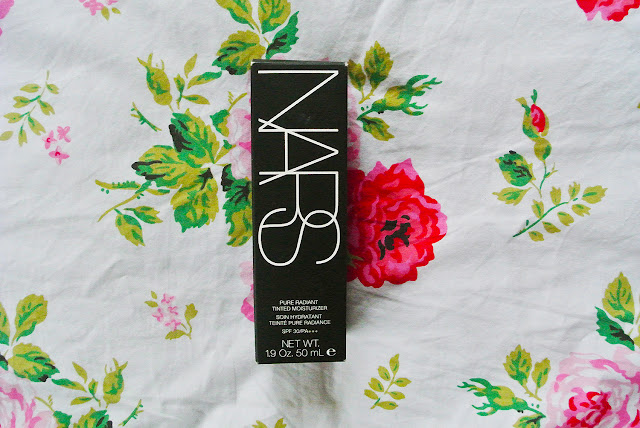 NARS
PURE RADIANT
TINTED MOISTURIZER
SOIN HYDRATANT
TEINTÉ PURE RADIANCE
SPF 30/PA+++
NET WT.
1.9 Oz. 50 mL e